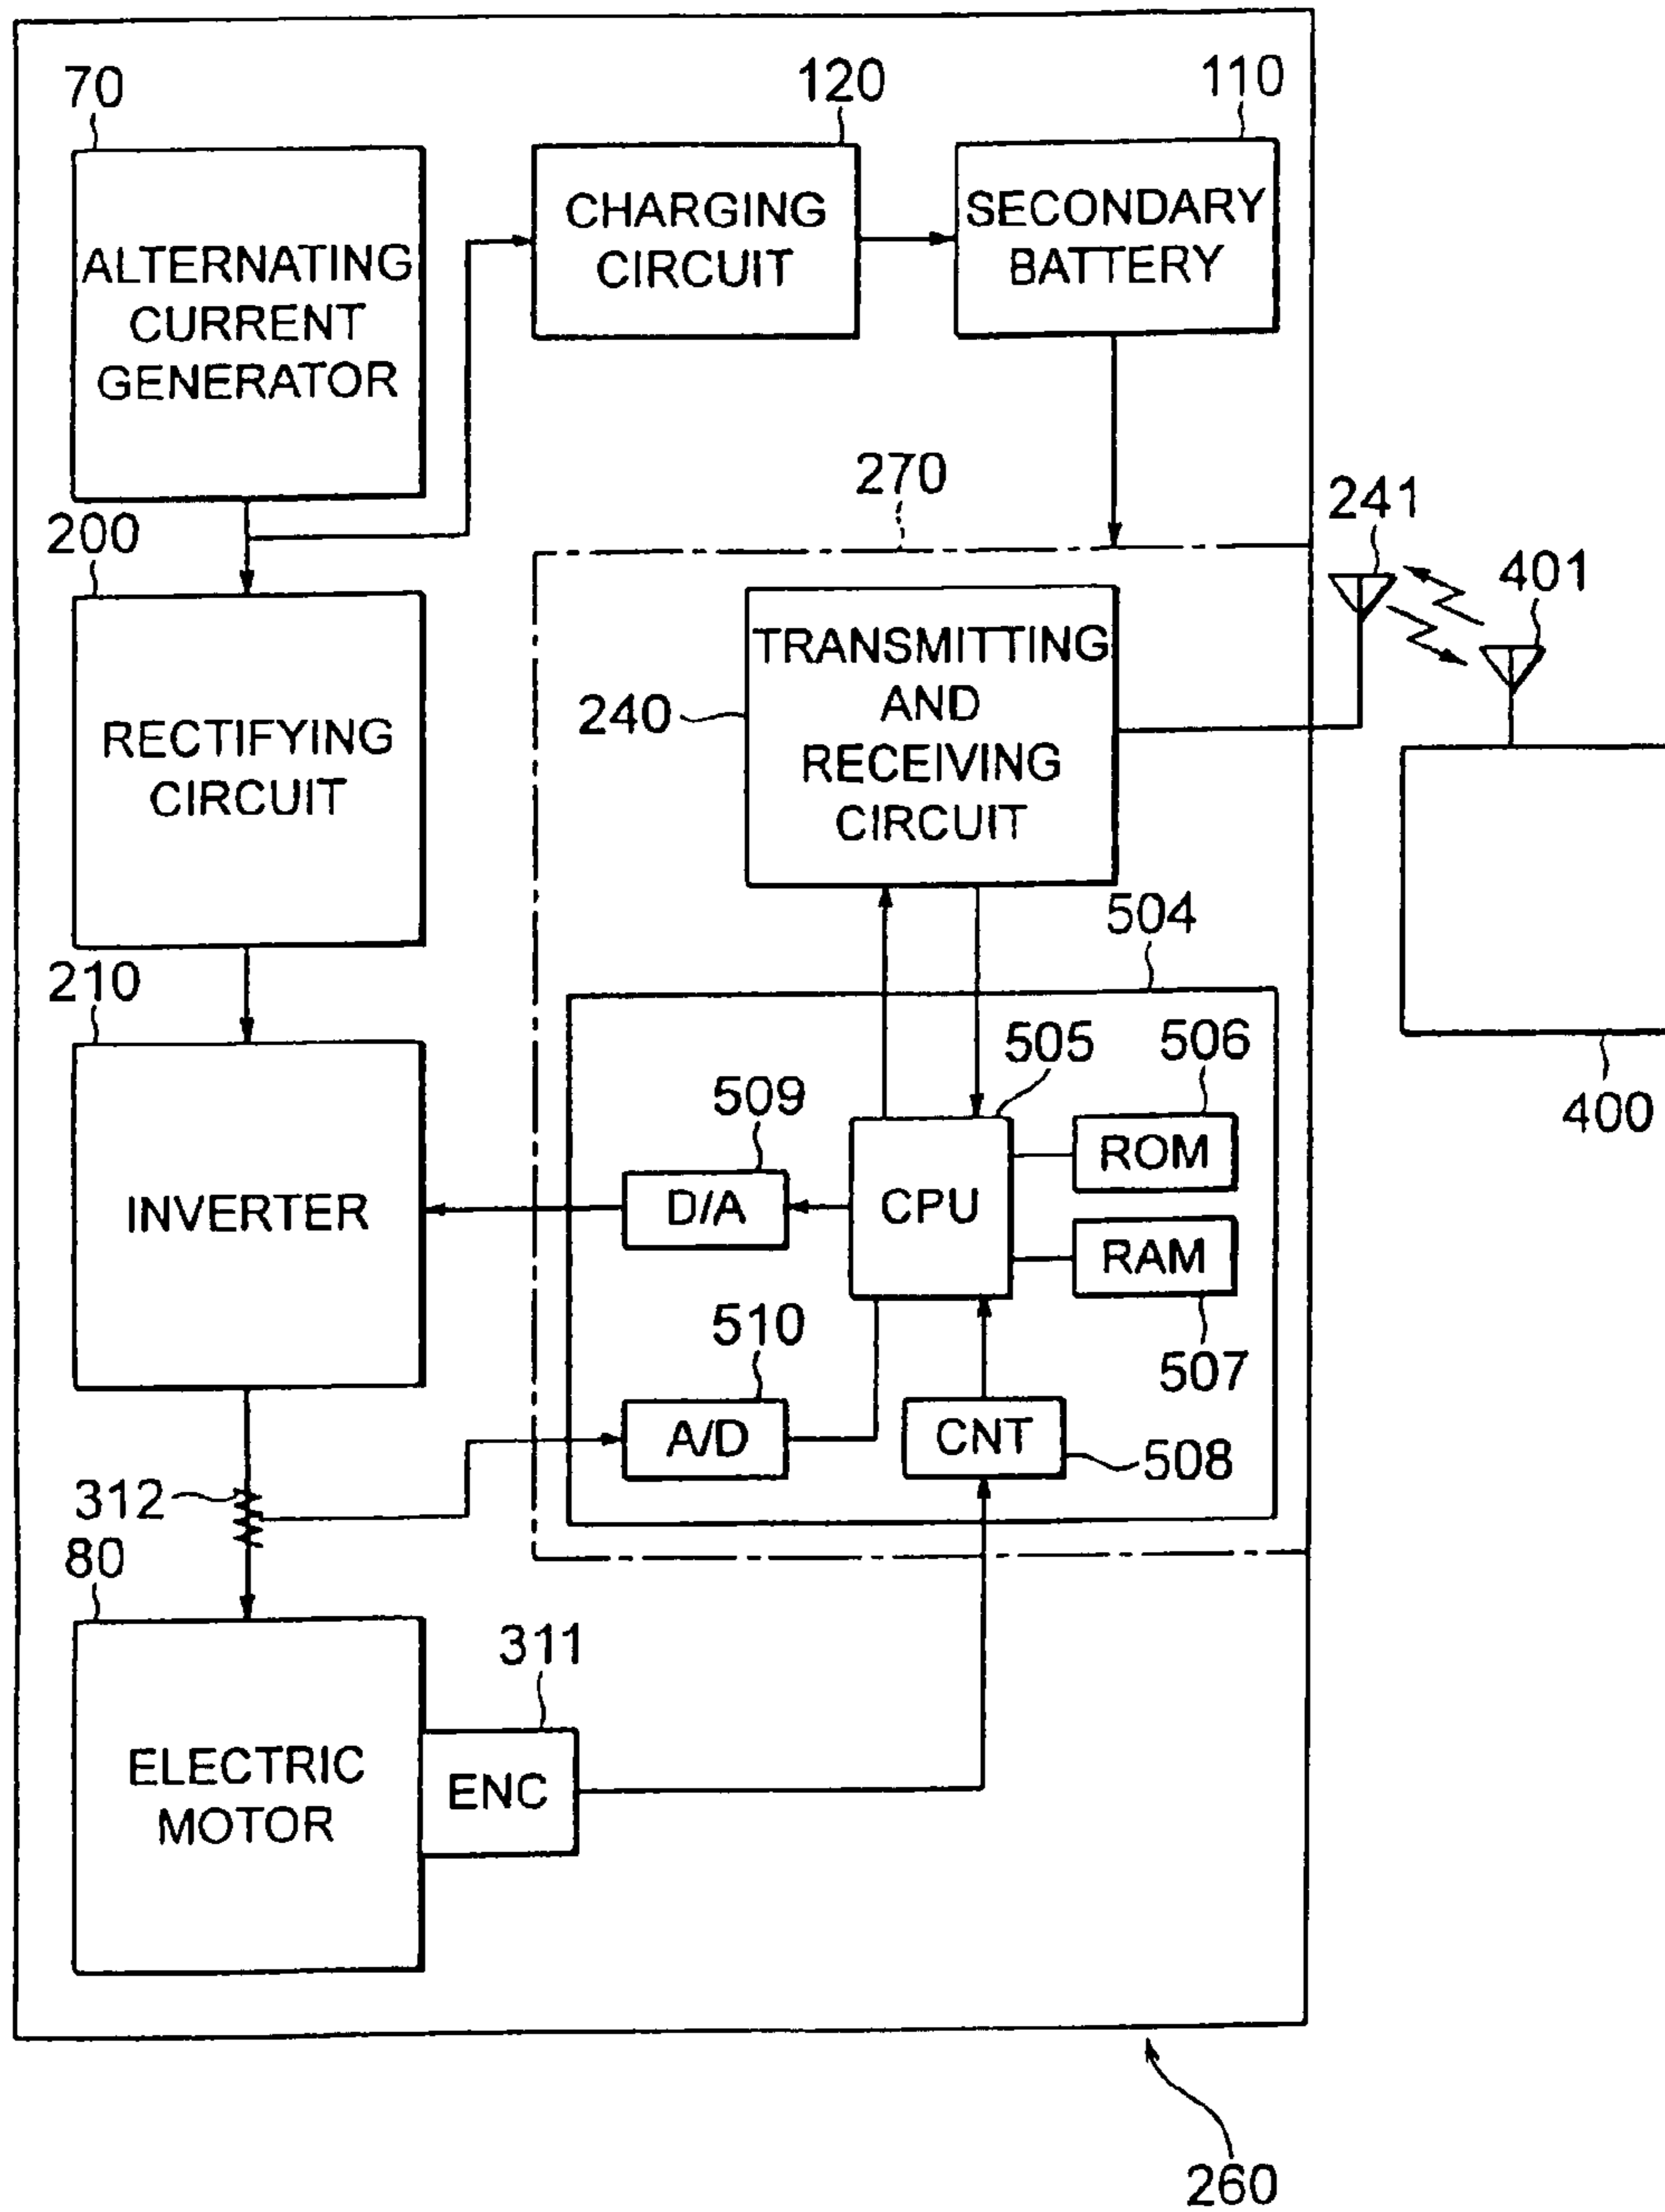 70
120
110
ALTERNATING
CURRENT
GENERATOR
CHARGING
CIRCUIT
SECONDARY
BATTERY
270
241
401
200
RECTIFYING
CIRCUIT
240
TRANSMITTING
AND
RECEIVING
CIRCUIT
504
400
210
INVERTER
509
505
506
D/A
CPU
ROM
RAM
507
510
A/D
CNT
508
312
80
ELECTRIC
MOTOR
311
ENC
260